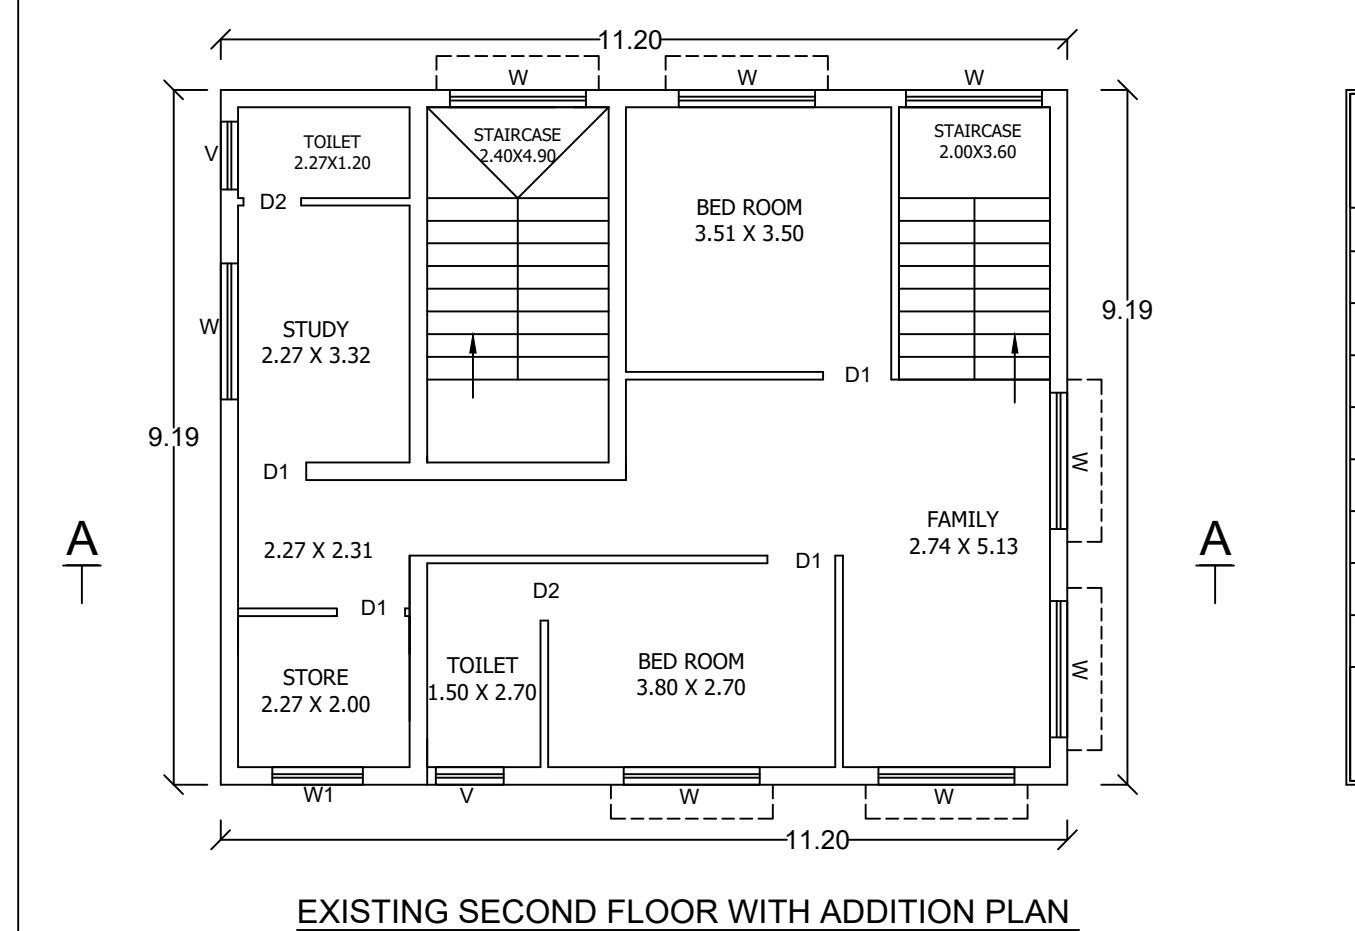 11.20
W
W
W
TOILET
2.27X1.20
STAIRCASE
2.40X4.90
STAIRCASE
2.00X3.60
V
D2
BED ROOM
3.51 X 3.50
9.19
W
STUDY
2.27 X 3.32
D1
9.19
D1
W
A
2.27 X 2.31
FAMILY
2.74 X 5.13
A
D1
D2
D1
STORE
2.27 X 2.00
TOILET
1.50 X 2.70
BED ROOM
3.80 X 2.70
W
W1
V
W
W
11.20
EXISTING SECOND FLOOR WITH ADDITION PLAN